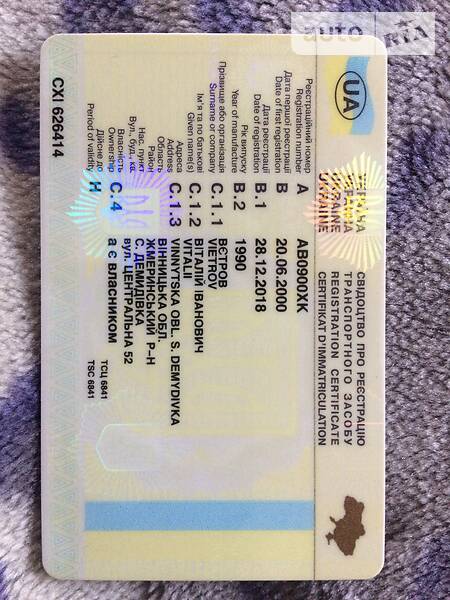 auto RIA
UA
УКРАЇНА
UKRAINE
UKRAINE
СВІДОЦТВО ПРО РЕЄСТРАЦІЮ
ТРАНСПОРТНОГО ЗАСОБУ
REGISTRATION CERTIFICATE
CERTIFIKAT D'IMMATRICULATION
Реєстраційний номер
Registration number A AB0900XK
Дата першої реєстрації
Date of first registration B 20.06.2000
Дата реєстрації
Date of registration B.1 28.12.2018
Рік випуску
Year of manufacture B.2 1990
Прізвище або організація C.1.1 ВЄТРОВ
Surname or company VIETROV
Ім'я та по батькові C.1.2 ВІТАЛІЙ ІВАНОВИЧ
Given name(s) VITALII
Адреса C.1.3 VINNYTSKA OBL. S. DEMYDIVKA
Address
Область ВІННИЦЬКА ОБЛ.
Район ЖМЕРИНСЬКИЙ Р-Н
Нас. пункт С. ДЕМИДІВКА
Вул., буд., кв. вул. ЦЕНТРАЛЬНА 52
Власність C.4 а є власником
Дійсне до
Period of validity H
ТСЦ 6841
TSC 6841
CXI 626414